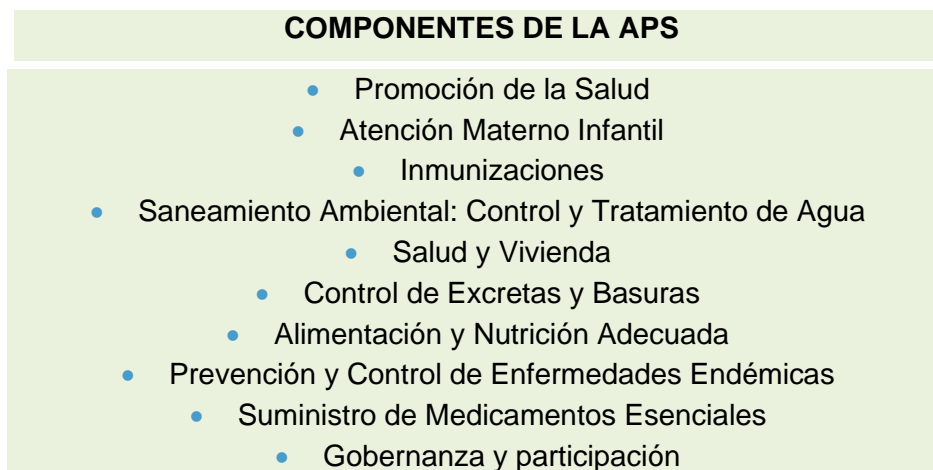 COMPONENTES DE LA APS
• Promoción de la Salud
• Atención Materno Infantil
• Inmunizaciones
• Saneamiento Ambiental: Control y Tratamiento de Agua
• Salud y Vivienda
• Control de Excretas y Basuras
• Alimentación y Nutrición Adecuada
• Prevención y Control de Enfermedades Endémicas
• Suministro de Medicamentos Esenciales
• Gobernanza y participación